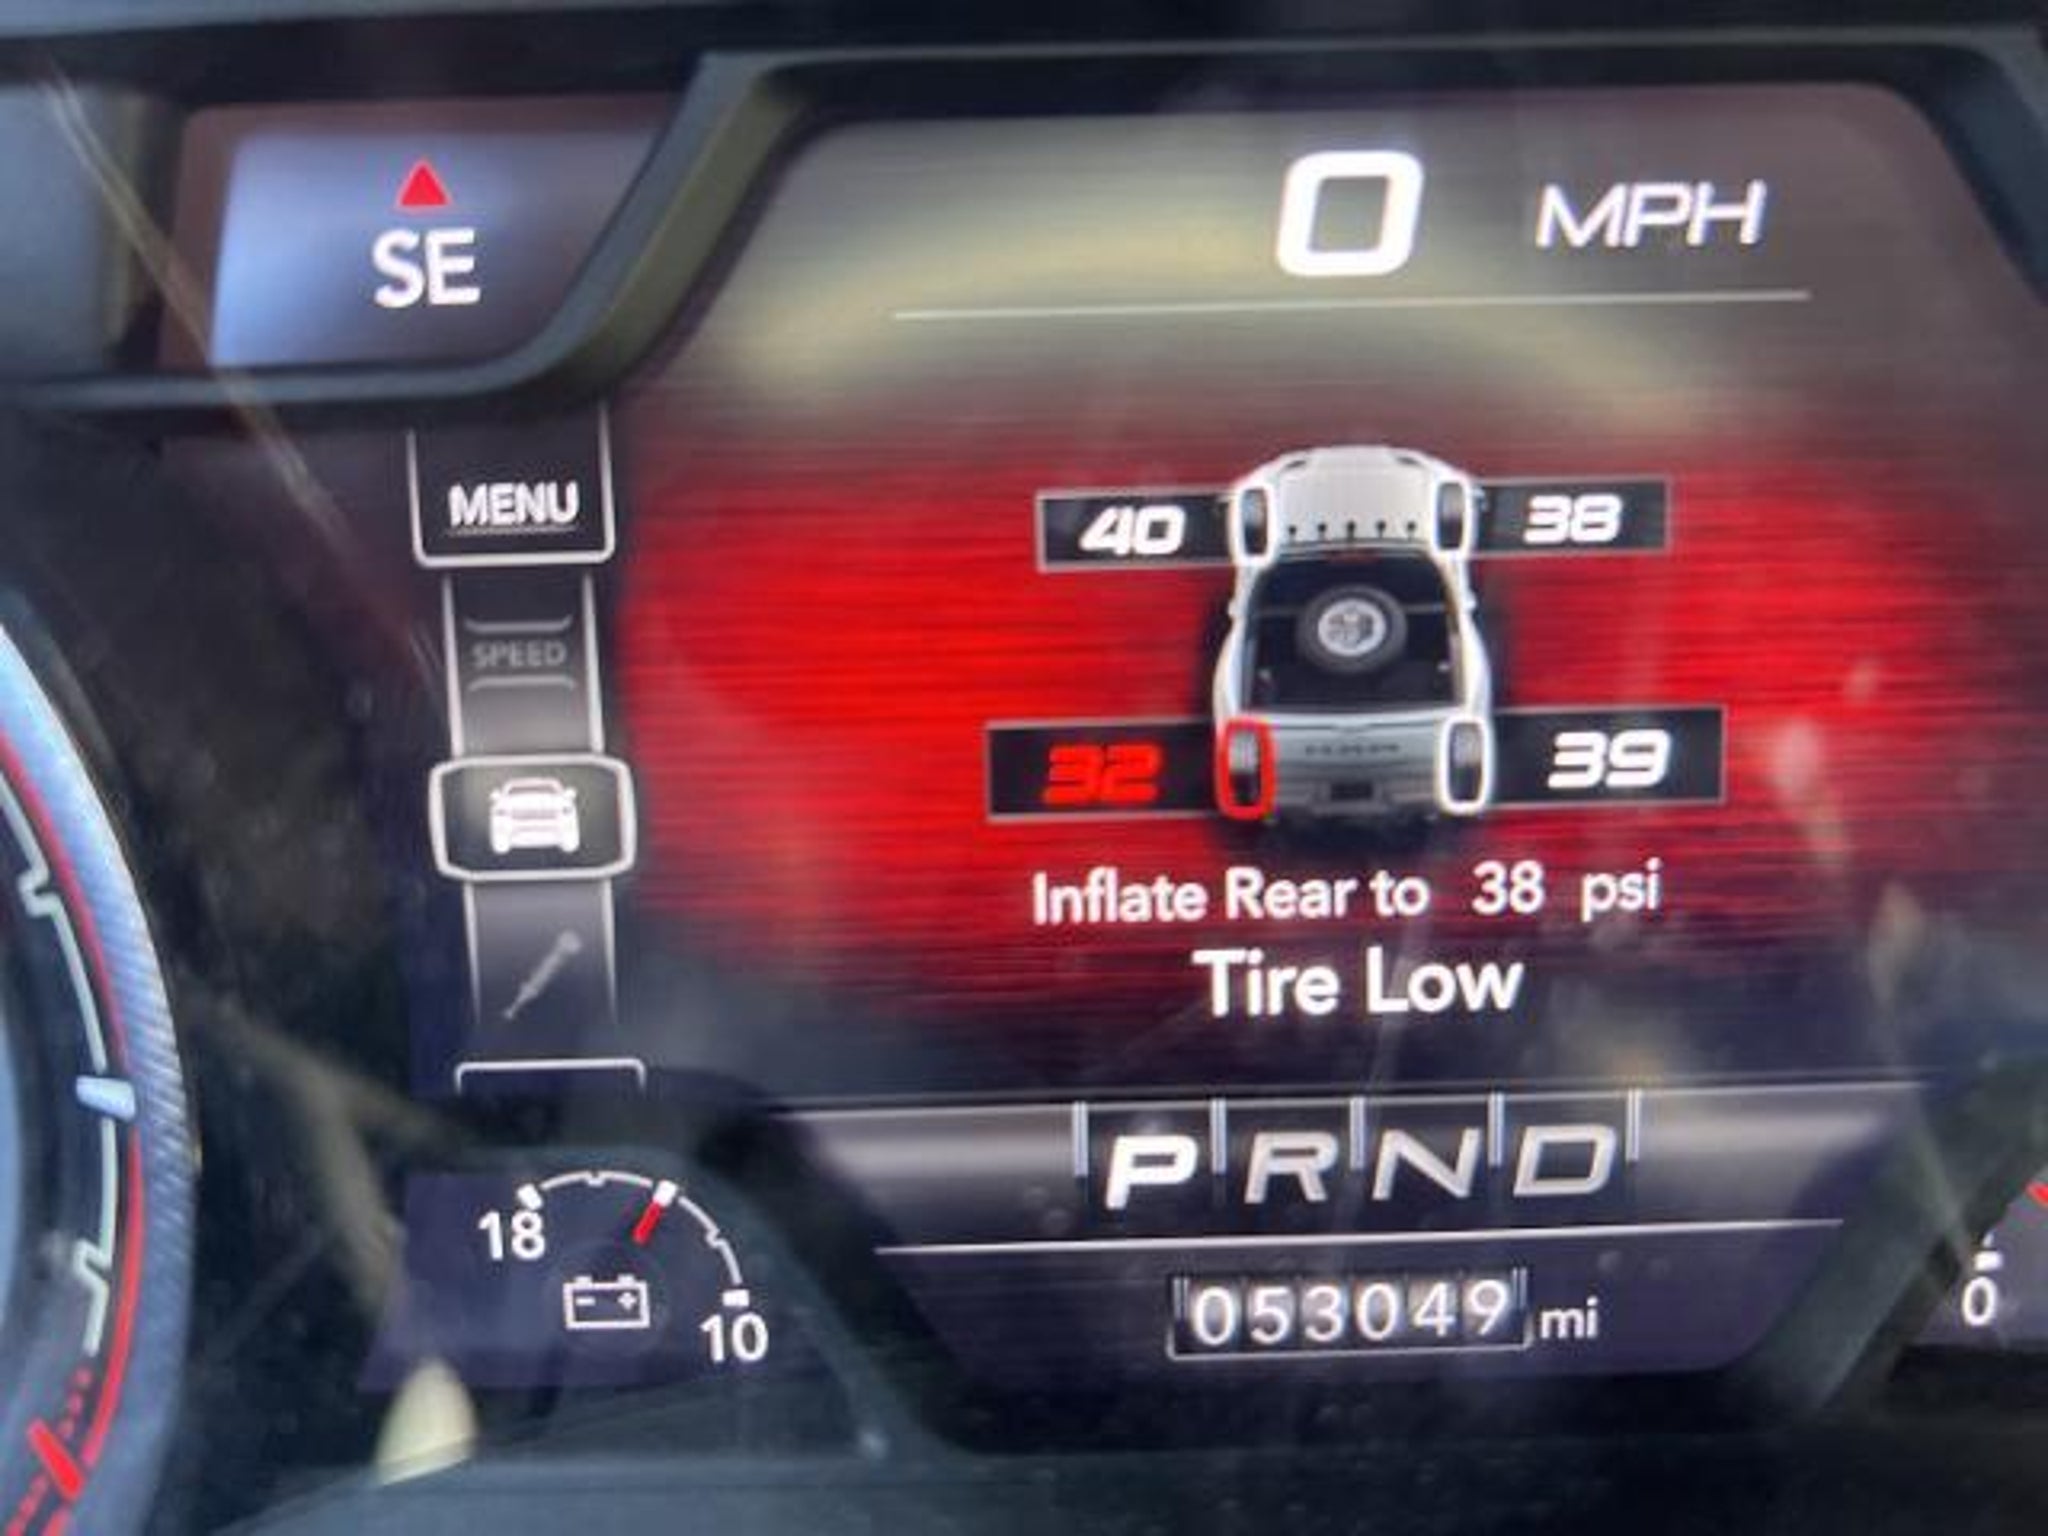 SE
0 MPH
MENU
SPEED
40 38
32 39
Inflate Rear to 38 psi
Tire Low
PRND
18
10
053049 mi
0